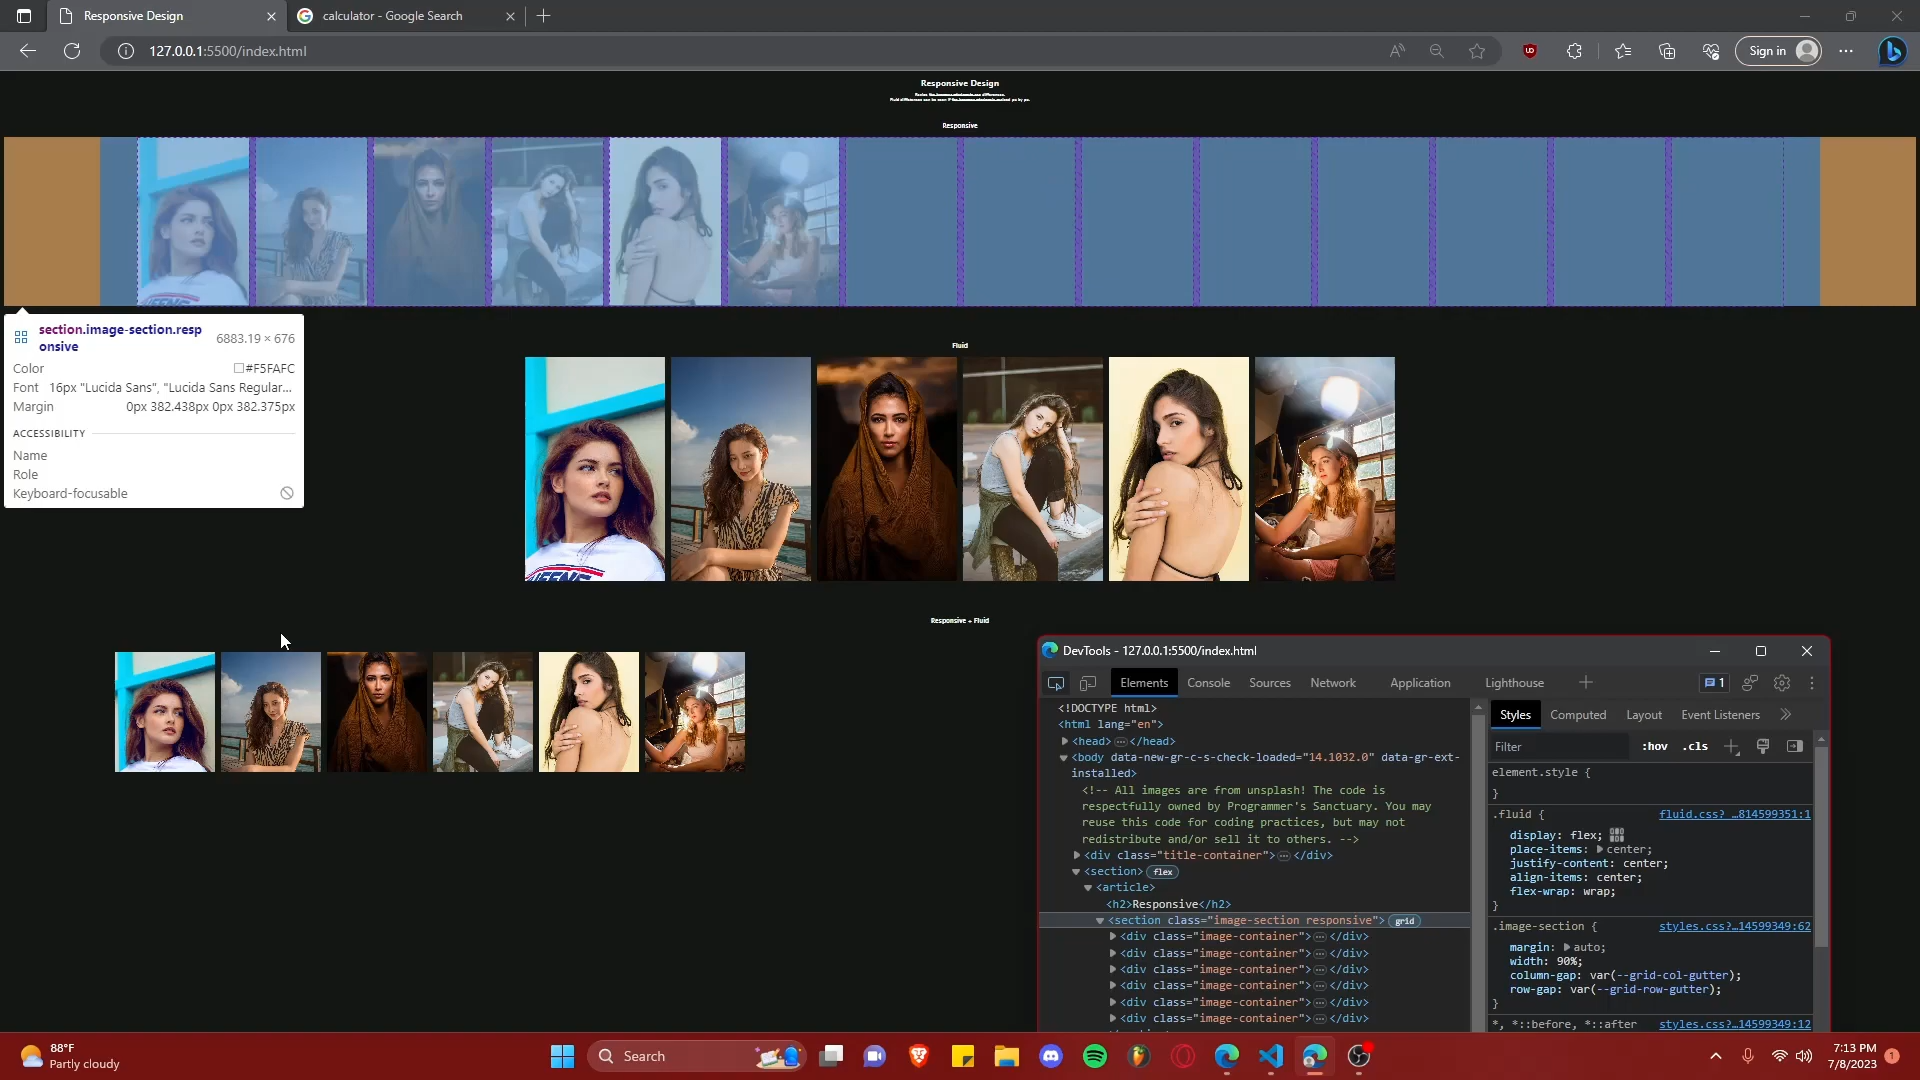 Responsive Design
calculator - Google Search
127.0.0.1:5500/index.html
Sign in
Responsive Design
Responsive
section.image-section.resp
onsive
6883.19 × 676
Color
#F5FAFC
Font 16px "Lucida Sans", "Lucida Sans Regular...
Margin 0px 382.438px 0px 382.375px
ACCESSIBILITY
Name
Role
Keyboard-focusable
Fluid
Responsive + Fluid
DevTools - 127.0.0.1:5500/index.html
Elements Console Sources Network Application Lighthouse
1
<!DOCTYPE html>
<html lang="en">
<head> ⋯ </head>
<body data-new-gr-c-s-check-loaded="14.1032.0" data-gr-ext-
installed>
<!-- All images are from unsplash! The code is
respectfully owned by Programmer's Sanctuary. You may
reuse this code for coding practices, but may not
redistribute and/or sell it to others. -->
<div class="title-container"> ⋯ </div>
<section> flex
<article>
<h2>Responsive</h2>
<section class="image-section responsive"> grid
<div class="image-container"> ⋯ </div>
<div class="image-container"> ⋯ </div>
<div class="image-container"> ⋯ </div>
<div class="image-container"> ⋯ </div>
<div class="image-container"> ⋯ </div>
<div class="image-container"> ⋯ </div>
Styles Computed Layout Event Listeners
Filter
:hov .cls
element.style {
}
.fluid { fluid.css?_…814599351:1
display: flex;
place-items: center;
justify-content: center;
align-items: center;
flex-wrap: wrap;
}
.image-section { styles.css?…14599349:62
margin: auto;
width: 90%;
column-gap: var(--grid-col-gutter);
row-gap: var(--grid-row-gutter);
}
*, *::before, *::after styles.css?…14599349:12
88°F
Partly cloudy
Search
7:13 PM
7/8/2023
1